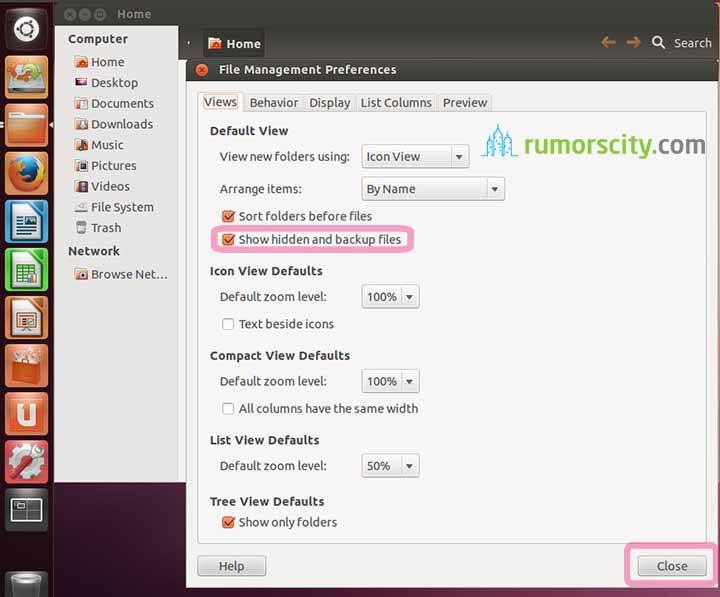 Home
Computer
Home
Desktop
Documents
Downloads
Music
Pictures
Videos
File System
Trash
Network
Browse Net...
Home
Search
File Management Preferences
Views Behavior Display List Columns Preview
Default View
rumorscity.com
View new folders using: Icon View
Arrange items: By Name
Sort folders before files
Show hidden and backup files
Icon View Defaults
Default zoom level: 100%
Text beside icons
Compact View Defaults
Default zoom level: 100%
All columns have the same width
List View Defaults
Default zoom level: 50%
Tree View Defaults
Show only folders
Help Close